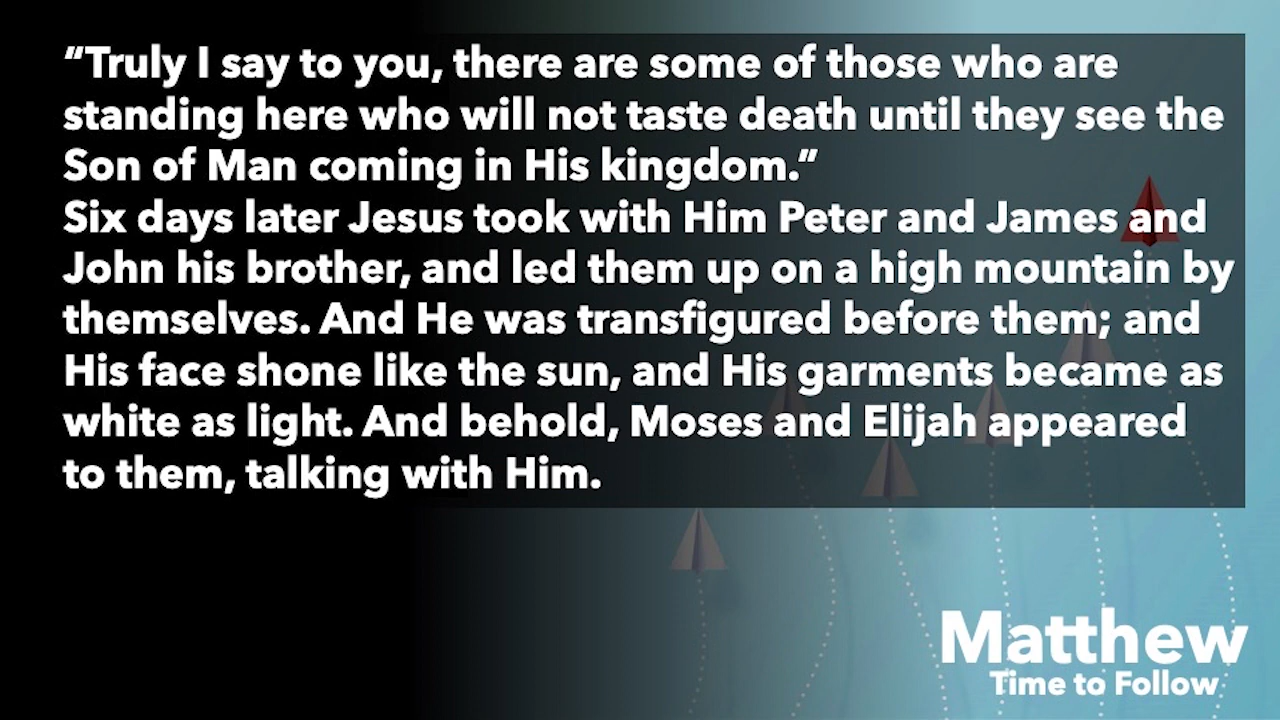 “Truly I say to you, there are some of those who are
standing here who will not taste death until they see the
Son of Man coming in His kingdom.”
Six days later Jesus took with Him Peter and James and
John his brother, and led them up on a high mountain by
themselves. And He was transfigured before them; and
His face shone like the sun, and His garments became as
white as light. And behold, Moses and Elijah appeared
to them, talking with Him.
Matthew
Time to Follow